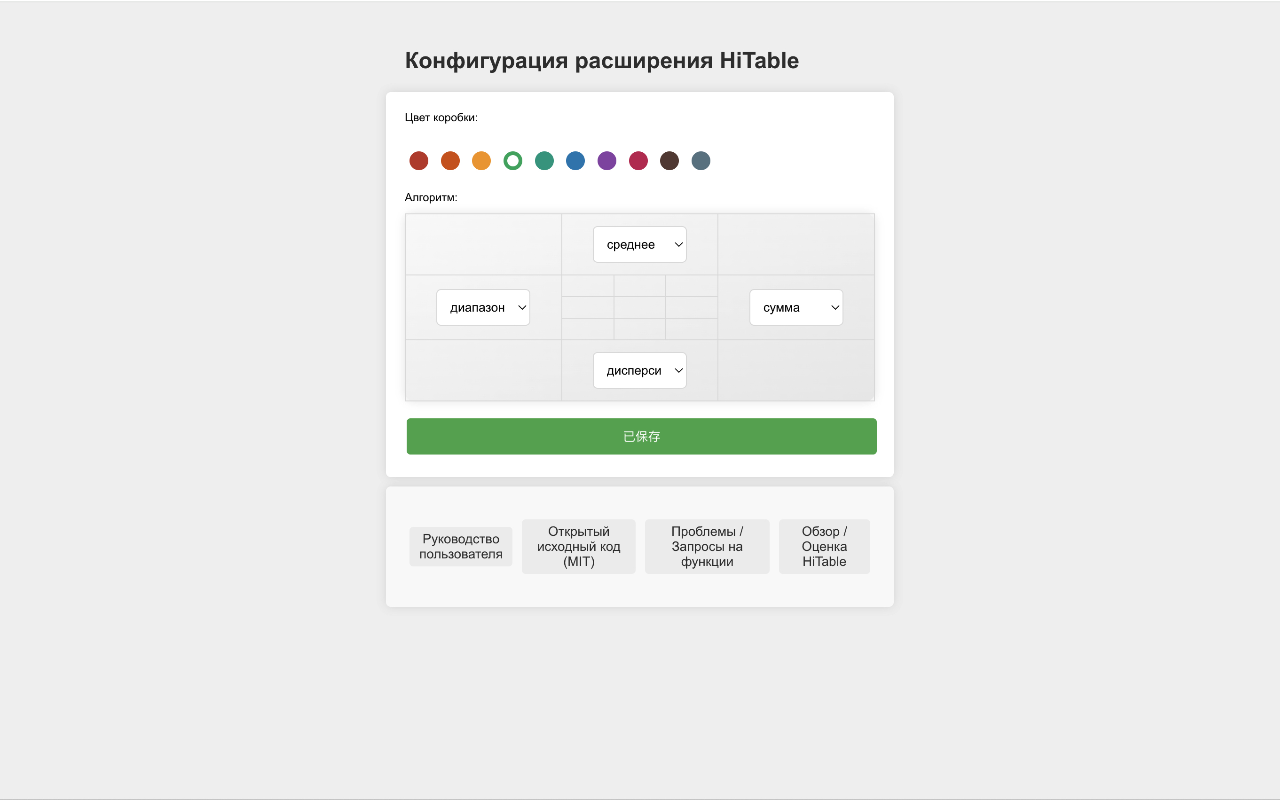 Конфигурация расширения HiTable
Цвет коробки:
Алгоритм:
среднее
диапазон
сумма
дисперси
已保存
Руководство
пользователя
Открытый
исходный код
(MIT)
Проблемы /
Запросы на
функции
Обзор /
Оценка
HiTable